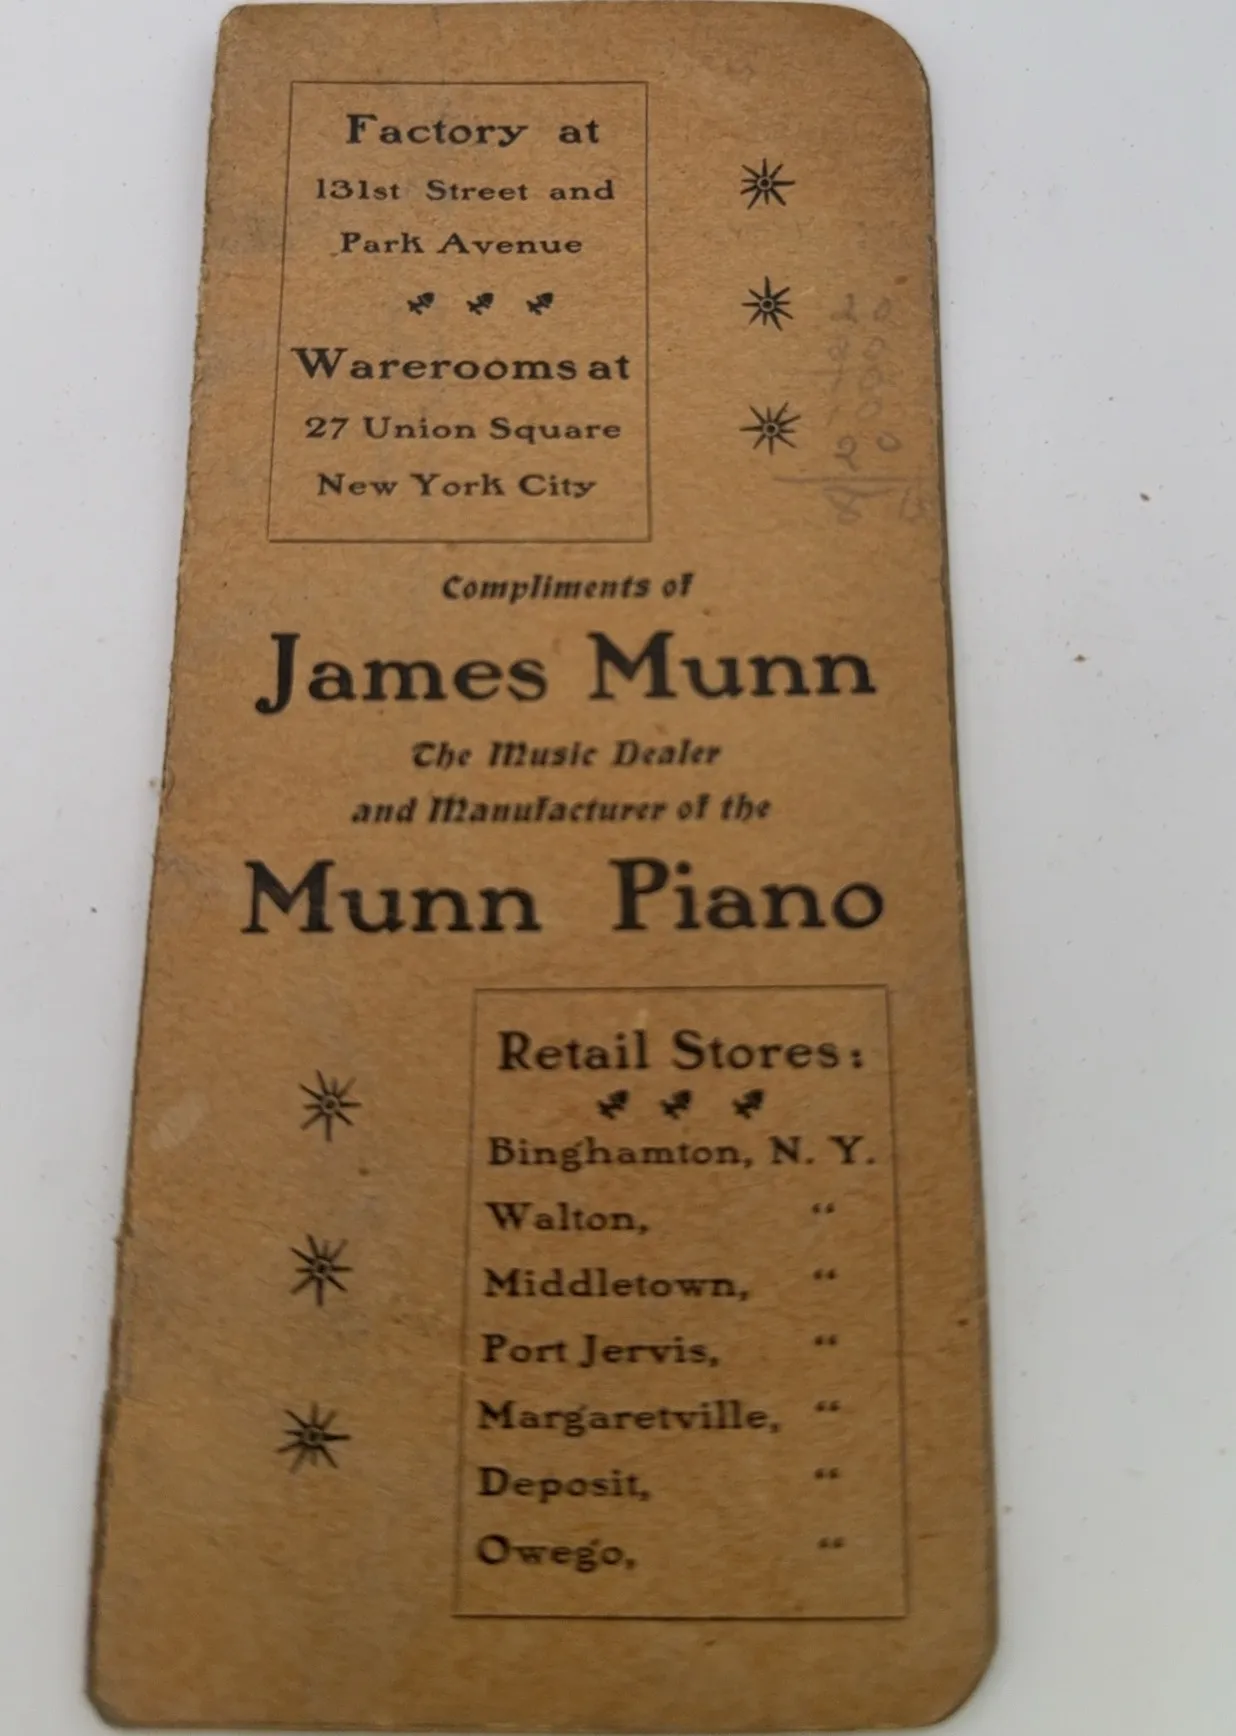 Factory at
131st Street and
Park Avenue
Warerooms at
27 Union Square
New York City
20
20
Compliments of
James Munn
The Music Dealer
and Manufacturer of the
Munn Piano
Retail Stores:
Binghamton, N. Y.
Walton, "
Middletown, "
Port Jervis, "
Margaretville, "
Deposit, "
Owego, "